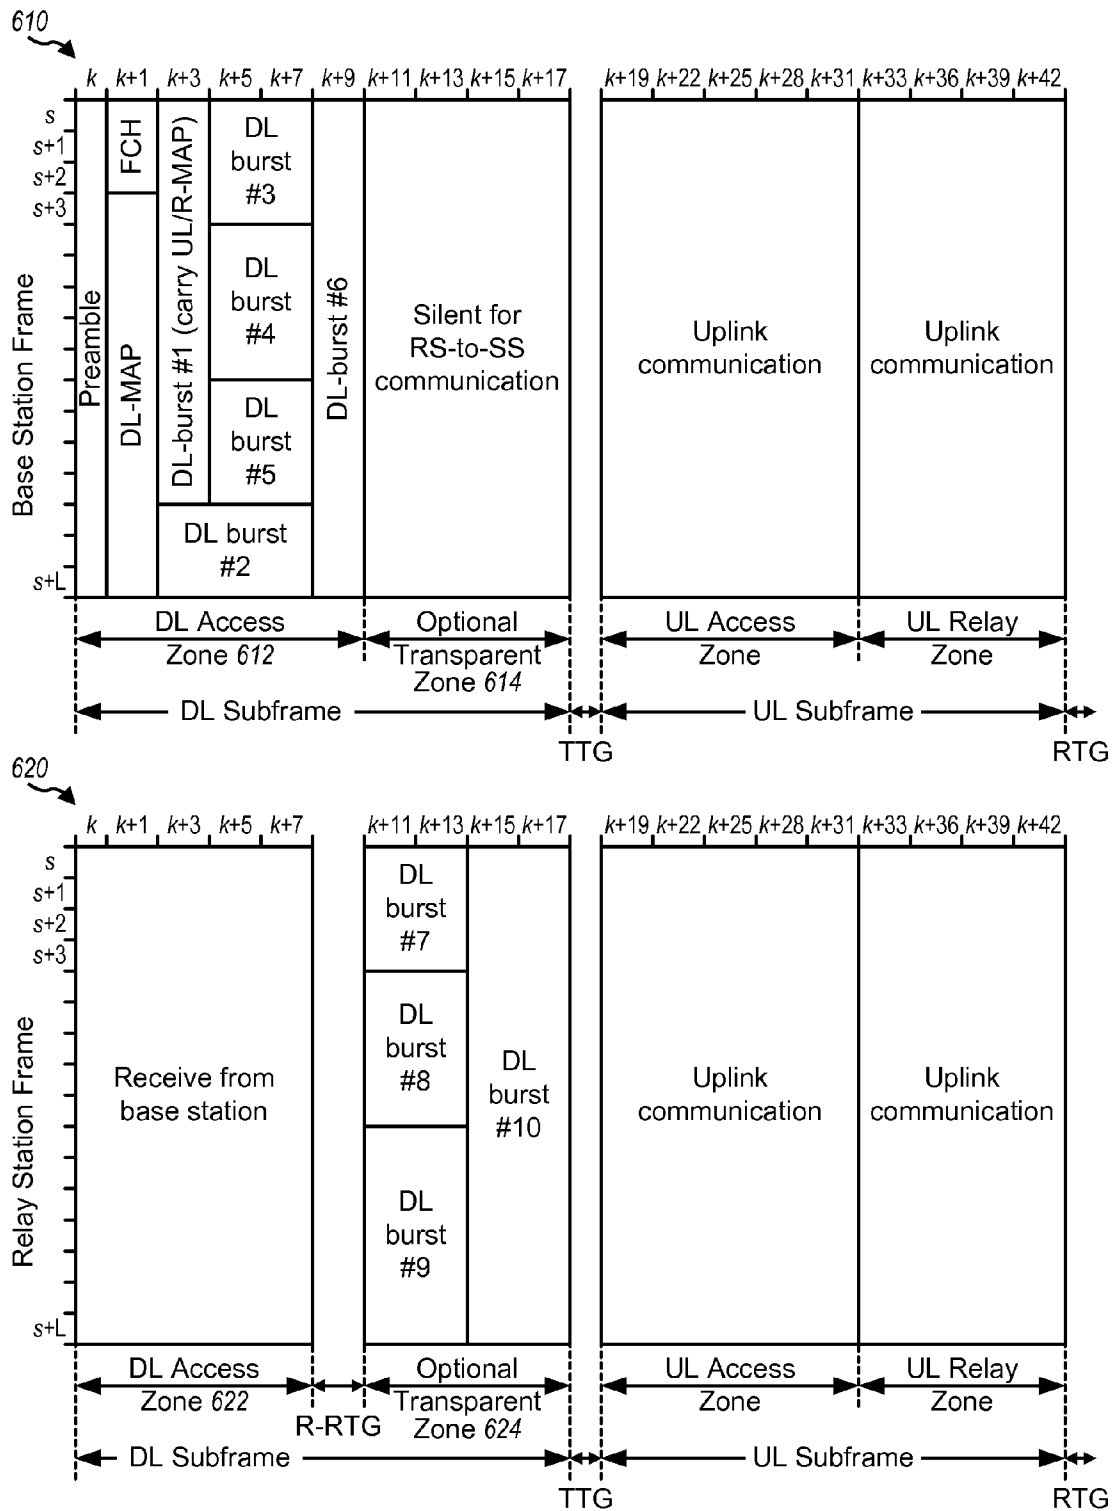 610
k k+1 k+3 k+5 k+7 k+9 k+11 k+13 k+15 k+17 k+19 k+22 k+25 k+28 k+31 k+33 k+36 k+39 k+42
s
s+1
s+2
s+3
s+L
Base Station Frame
Preamble
FCH
DL-MAP
DL-burst #1 (carry UL/R-MAP)
DL
burst
#3
DL
burst
#4
DL
burst
#5
DL burst
#2
DL-burst #6
Silent for
RS-to-SS
communication
Uplink
communication
Uplink
communication
DL Access
Zone 612
Optional
Transparent
Zone 614
UL Access
Zone
UL Relay
Zone
DL Subframe
UL Subframe
TTG
RTG
620
k k+1 k+3 k+5 k+7 k+11 k+13 k+15 k+17 k+19 k+22 k+25 k+28 k+31 k+33 k+36 k+39 k+42
s
s+1
s+2
s+3
s+L
Relay Station Frame
Receive from
base station
DL
burst
#7
DL
burst
#8
DL
burst
#9
DL
burst
#10
Uplink
communication
Uplink
communication
DL Access
Zone 622
R-RTG
Optional
Transparent
Zone 624
UL Access
Zone
UL Relay
Zone
DL Subframe
UL Subframe
TTG
RTG